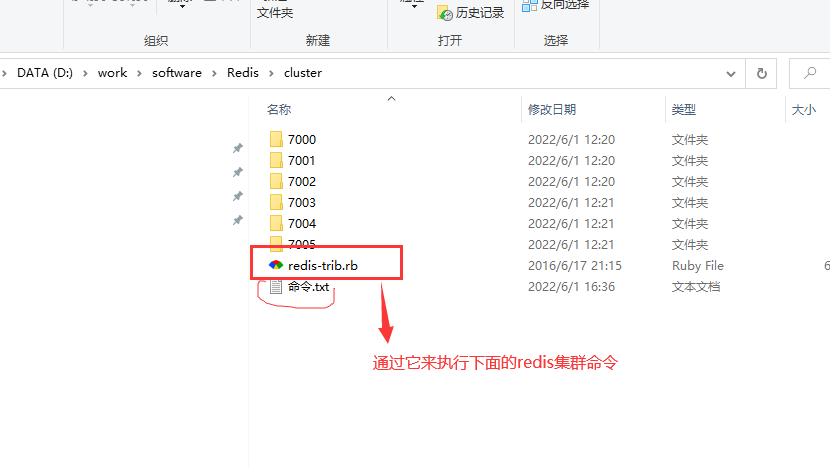 文件夹
历史记录
反向选择
组织
新建
打开
选择
DATA (D:) › work › software › Redis › cluster
名称 修改日期 类型 大小
7000 2022/6/1 12:20 文件夹
7001 2022/6/1 12:20 文件夹
7002 2022/6/1 12:20 文件夹
7003 2022/6/1 12:21 文件夹
7004 2022/6/1 12:21 文件夹
7005 2022/6/1 12:21 文件夹
redis-trib.rb 2016/6/17 21:15 Ruby File 6
命令.txt 2022/6/1 16:36 文本文档
通过它来执行下面的redis集群命令